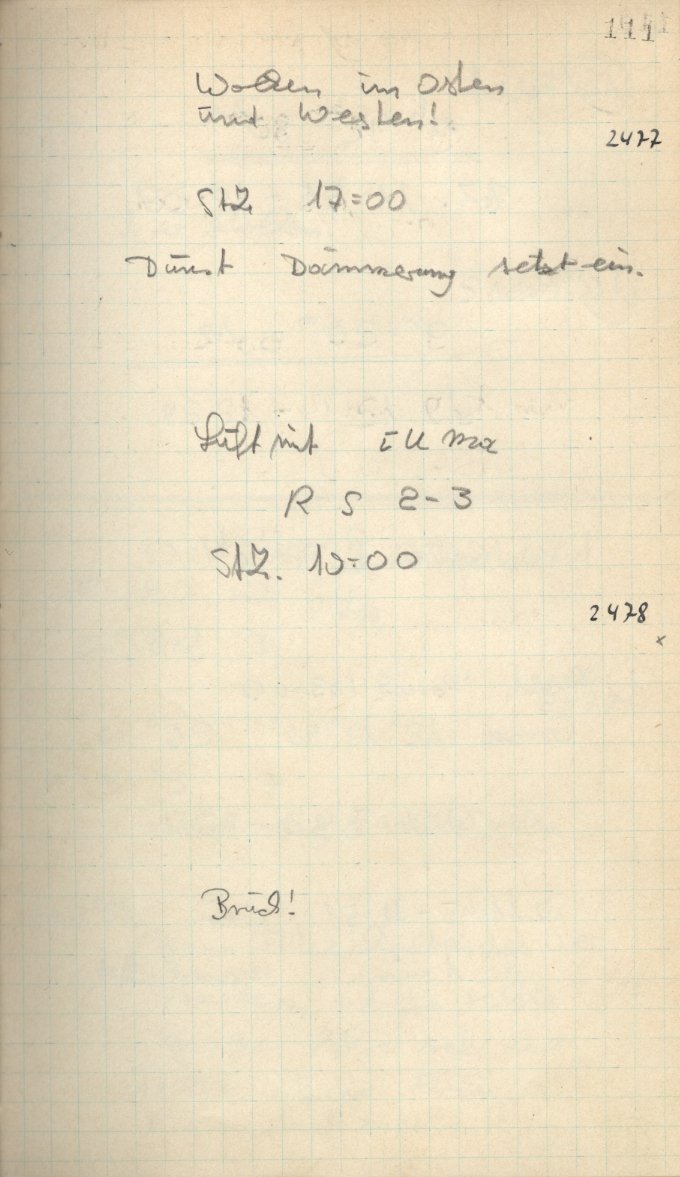 111
Wolken im Osten
und Westen!
2477
StZ 17=00
Dunst Dämmerung setzt ein.
Luft mit
R S 2-3
StZ. 10=00
2478
x
Bruch!